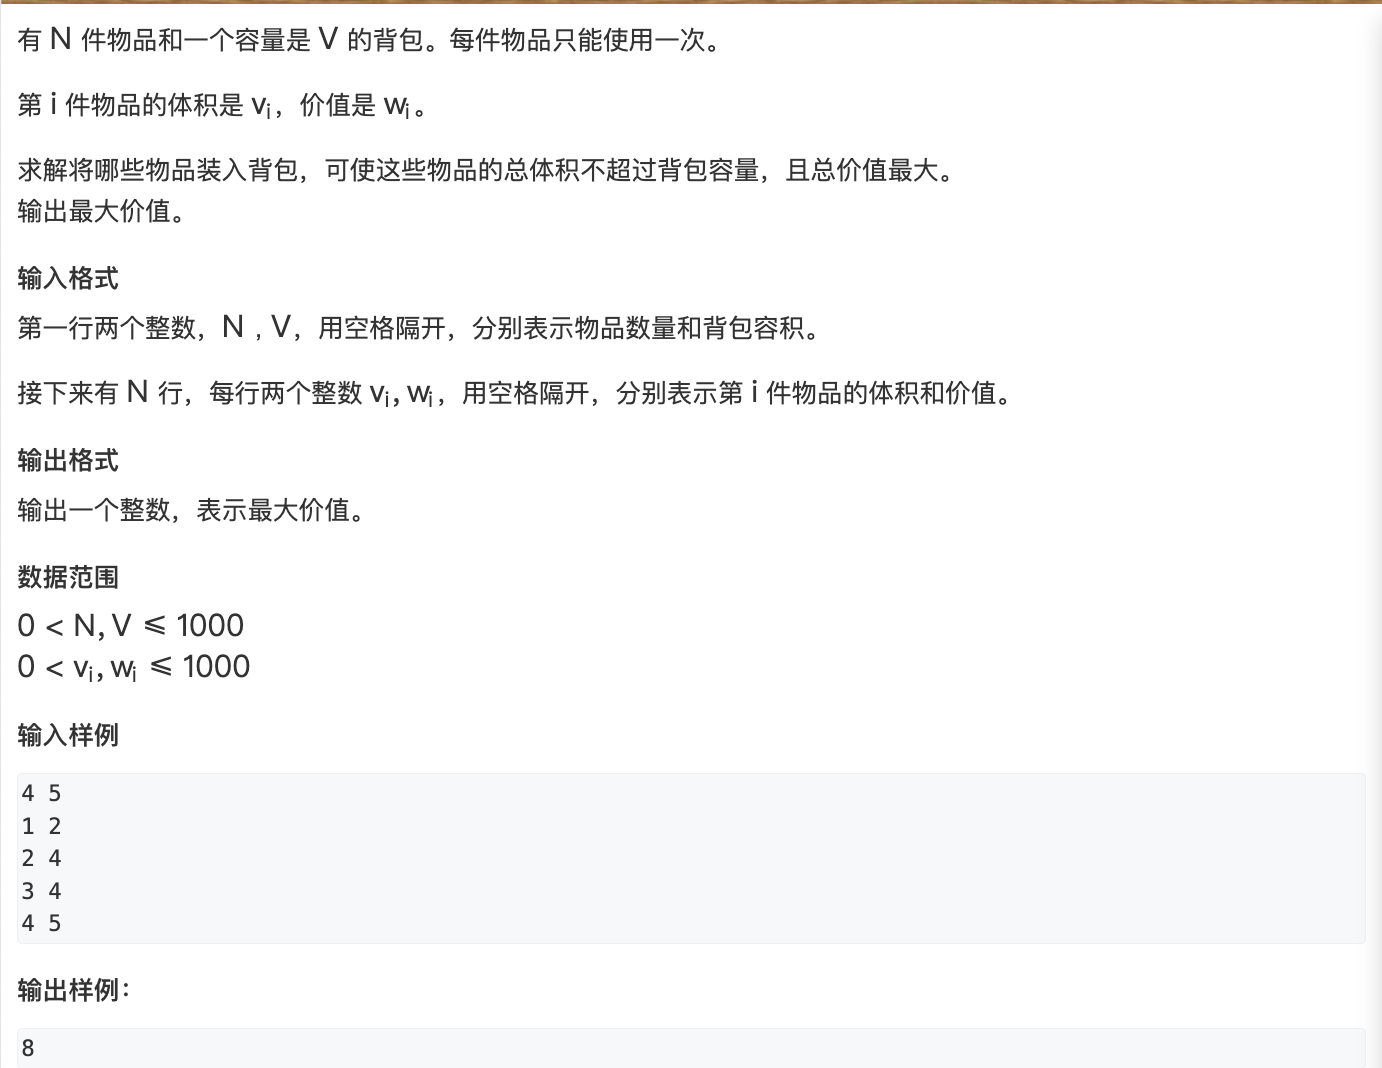 有 N 件物品和一个容量是 V 的背包。每件物品只能使用一次。
第 i 件物品的体积是 vᵢ，价值是 wᵢ。
求解将哪些物品装入背包，可使这些物品的总体积不超过背包容量，且总价值最大。
输出最大价值。
输入格式
第一行两个整数，N , V，用空格隔开，分别表示物品数量和背包容积。
接下来有 N 行，每行两个整数 vᵢ, wᵢ，用空格隔开，分别表示第 i 件物品的体积和价值。
输出格式
输出一个整数，表示最大价值。
数据范围
0 < N, V ⩽ 1000
0 < vᵢ, wᵢ ⩽ 1000
输入样例
4 5
1 2
2 4
3 4
4 5
输出样例：
8